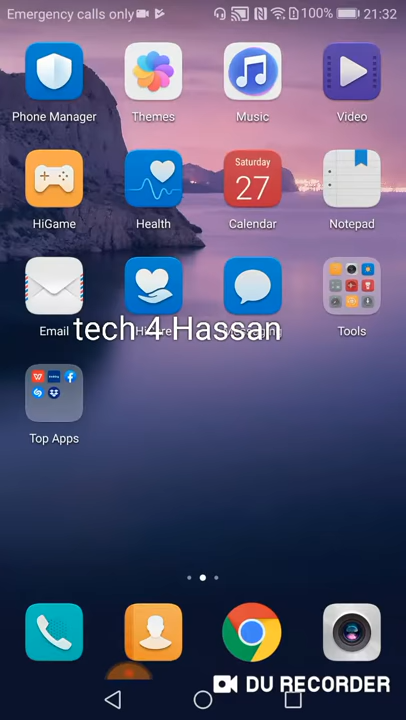 Emergency calls only 100% 21:32
Phone Manager Themes Music Video
Saturday
27
HiGame Health Calendar Notepad
Email Tools
tech 4 Hassan
Top Apps
DU RECORDER